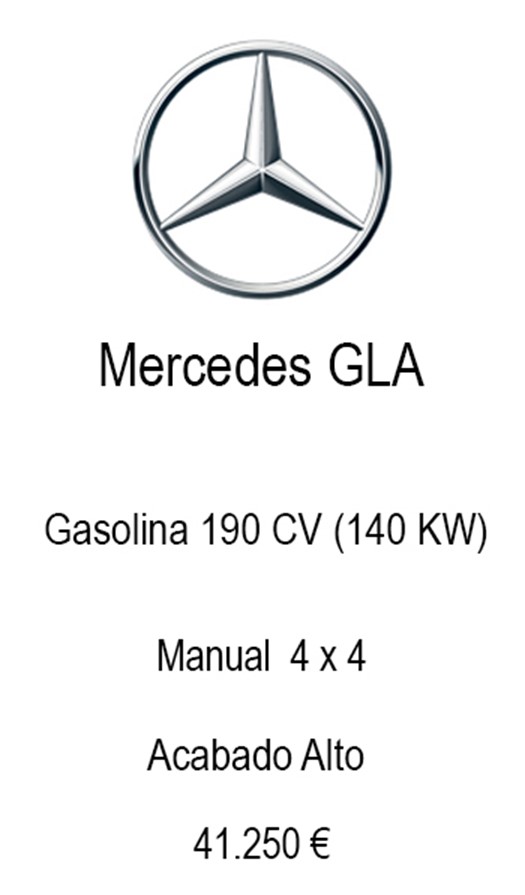 Mercedes GLA
Gasolina 190 CV (140 KW)
Manual 4 x 4
Acabado Alto
41.250 €